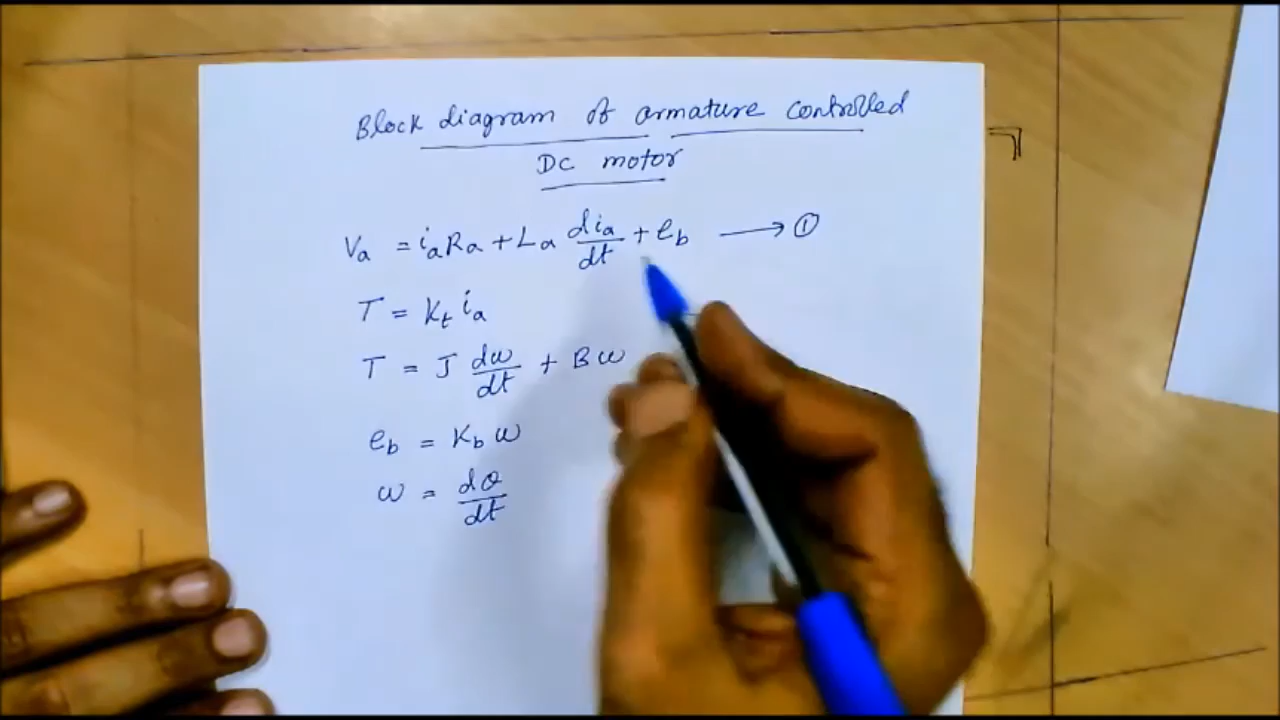 Block diagram of armature controlled
DC motor
Va = iaRa + La dia/dt + eb ⟶ ①
T = Kt ia
T = J dω/dt + Bω
eb = Kb ω
ω = dθ/dt